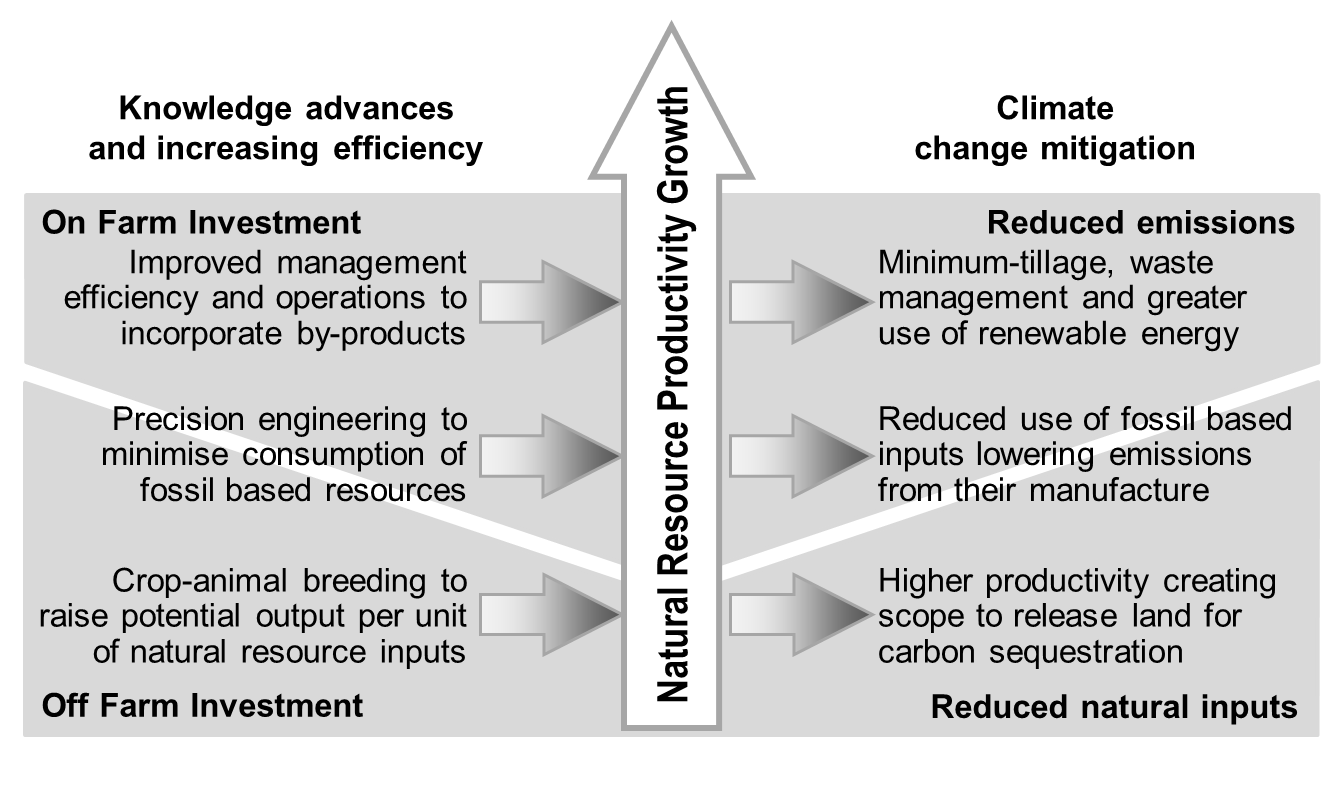 Knowledge advances
and increasing efficiency
Climate
change mitigation
Natural Resource Productivity Growth
On Farm Investment
Improved management
efficiency and operations to
incorporate by-products
Precision engineering to
minimise consumption of
fossil based resources
Crop-animal breeding to
raise potential output per unit
of natural resource inputs
Off Farm Investment
Reduced emissions
Minimum-tillage, waste
management and greater
use of renewable energy
Reduced use of fossil based
inputs lowering emissions
from their manufacture
Higher productivity creating
scope to release land for
carbon sequestration
Reduced natural inputs